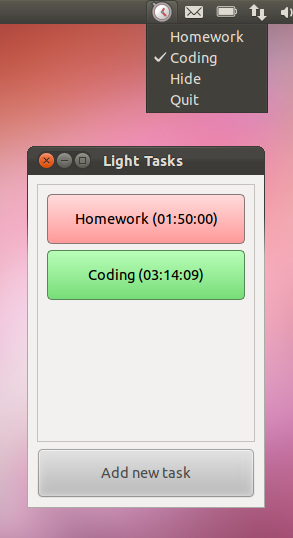 Homework
Coding
Hide
Quit
Light Tasks
Homework (01:50:00)
Coding (03:14:09)
Add new task